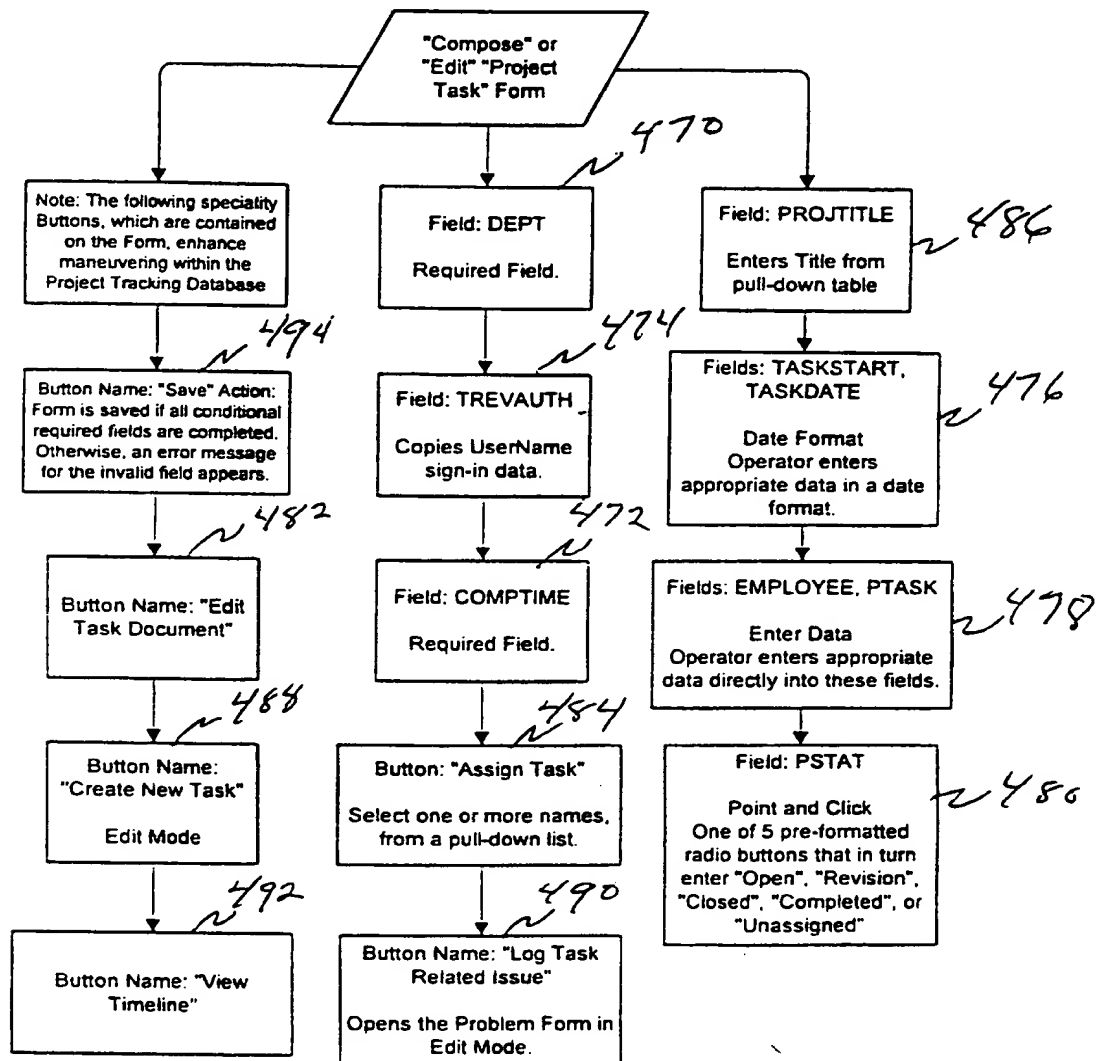 "Compose" or
"Edit" "Project
Task" Form
Note: The following speciality
Buttons, which are contained
on the Form, enhance
maneuvering within the
Project Tracking Database
494
Button Name: "Save" Action:
Form is saved if all conditional
required fields are completed.
Otherwise, an error message
for the invalid field appears.
482
Button Name: "Edit
Task Document"
488
Button Name:
"Create New Task"
Edit Mode
492
Button Name: "View
Timeline"
470
Field: DEPT
Required Field.
474
Field: TREVAUTH
Copies UserName
sign-in data.
472
Field: COMPTIME
Required Field.
484
Button: "Assign Task"
Select one or more names,
from a pull-down list.
490
Button Name: "Log Task
Related Issue"
Opens the Problem Form in
Edit Mode.
486
Field: PROJTITLE
Enters Title from
pull-down table
476
Fields: TASKSTART,
TASKDATE
Date Format
Operator enters
appropriate data in a date
format.
478
Fields: EMPLOYEE, PTASK
Enter Data
Operator enters appropriate
data directly into these fields.
480
Field: PSTAT
Point and Click
One of 5 pre-formatted
radio buttons that in turn
enter "Open", "Revision",
"Closed", "Completed", or
"Unassigned"